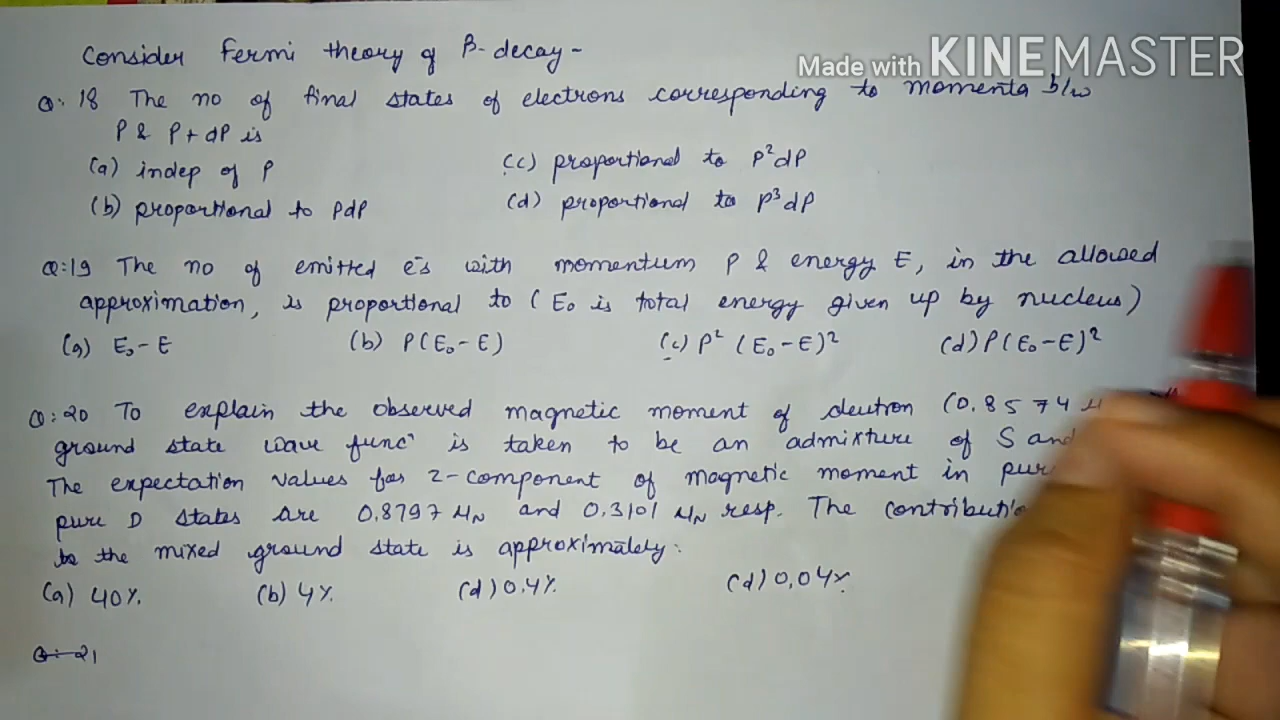 Made with KINEMASTER
Consider Fermi theory of β-decay-
Q: 18 The no of final states of electrons corresponding to momenta b/w
P & P+dP is
(a) indep of P
(c) proportional to P²dP
(b) proportional to PdP
(d) proportional to P³dP
Q:19 The no of emitted e⁻s with momentum P & energy E, in the allowed
approximation, is proportional to (E₀ is total energy given up by nucleus)
(a) E₀-E (b) P(E₀-E) (c) P² (E₀-E)² (d) P(E₀-E)²
Q:20 To explain the observed magnetic moment of deutron (0.8574
ground state wave funcⁿ is taken to be an admixture of S and
The expectation values for z-component of magnetic moment in pur
pure D states are 0.8797 μN and 0.3101 μN resp. The contributio
to the mixed ground state is approximately:
(a) 40%. (b) 4%. (d) 0.4%. (d) 0.04%.
Q: 21